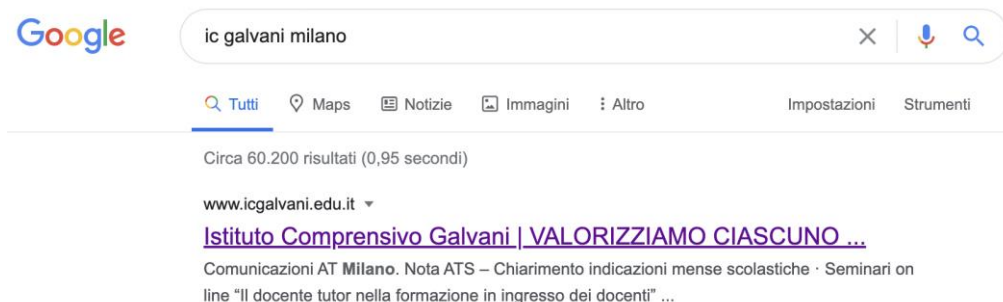 Google
ic galvani milano
Tutti Maps Notizie Immagini Altro Impostazioni Strumenti
Circa 60.200 risultati (0,95 secondi)
www.icgalvani.edu.it
Istituto Comprensivo Galvani | VALORIZZIAMO CIASCUNO ...
Comunicazioni AT Milano. Nota ATS – Chiarimento indicazioni mense scolastiche · Seminari on
line “Il docente tutor nella formazione in ingresso dei docenti” ...